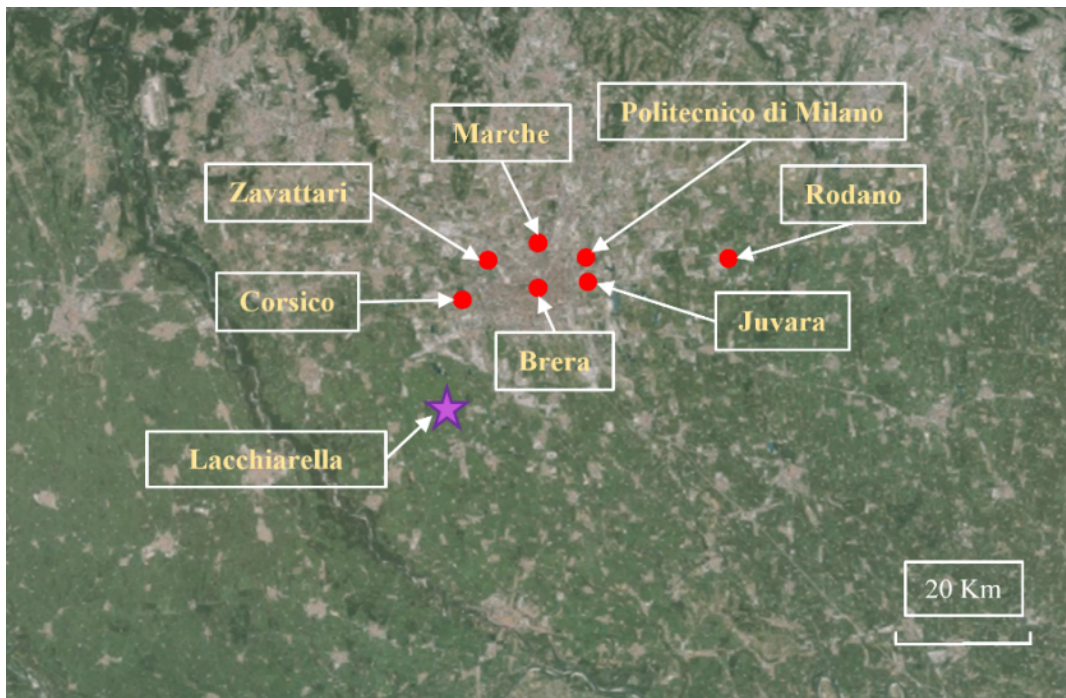 Politecnico di Milano
Marche
Zavattari
Rodano
Corsico
Juvara
Brera
Lacchiarella
20 Km